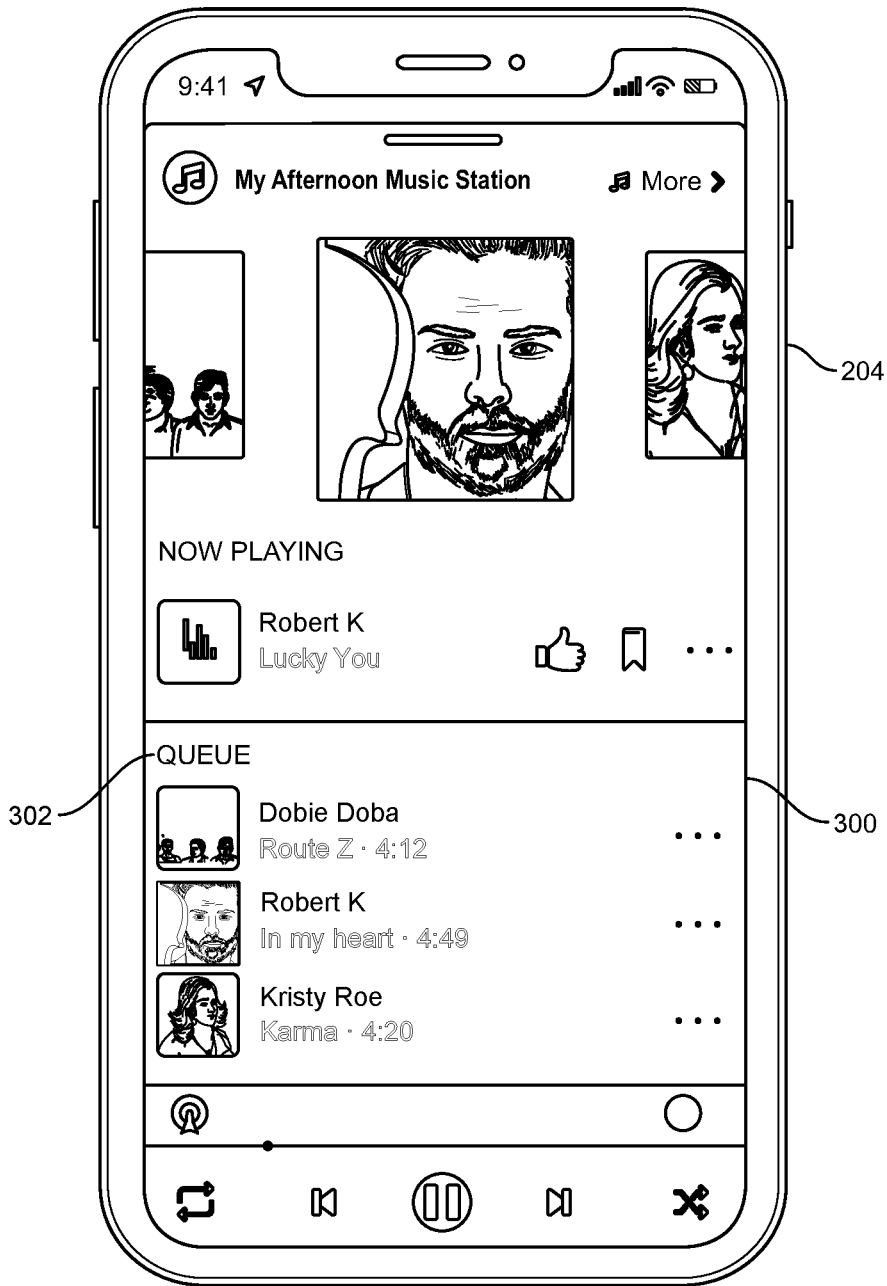 9:41
My Afternoon Music Station
More
204
NOW PLAYING
Robert K
Lucky You
QUEUE
302
300
Dobie Doba
Route Z · 4:12
Robert K
In my heart · 4:49
Kristy Roe
Karma · 4:20